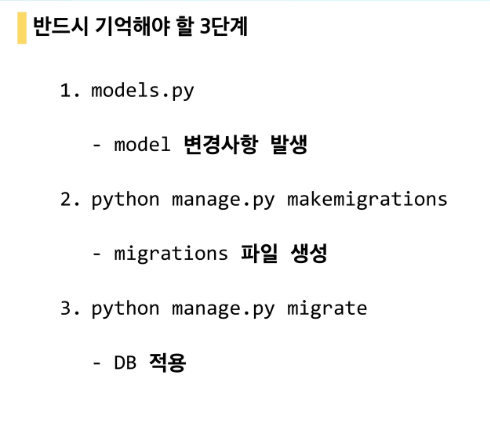 반드시 기억해야 할 3단계
1. models.py
- model 변경사항 발생
2. python manage.py makemigrations
- migrations 파일 생성
3. python manage.py migrate
- DB 적용